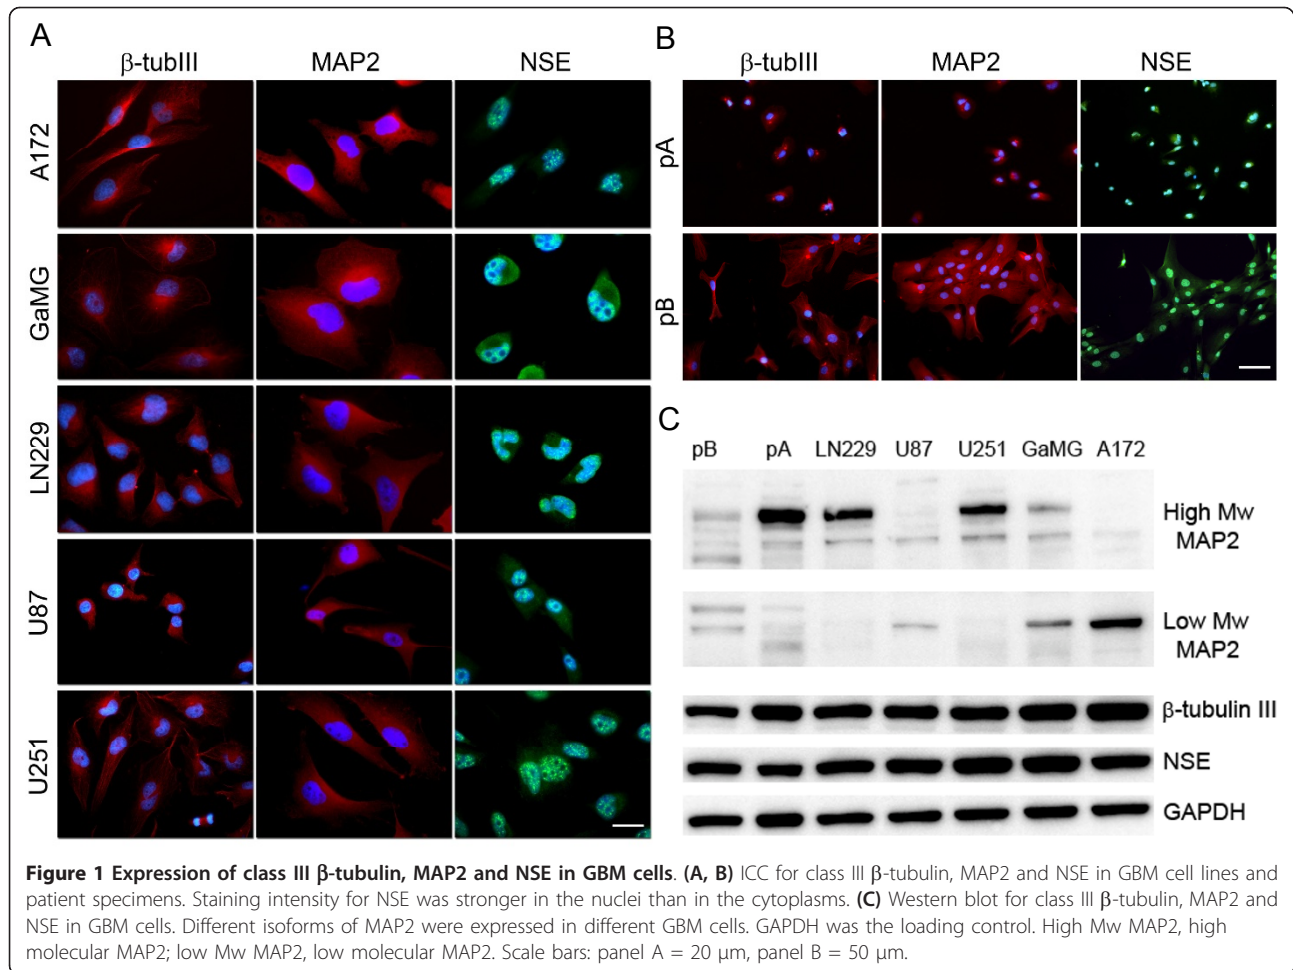 A
β-tubIII MAP2 NSE
A172
GaMG
LN229
U87
U251
B
β-tubIII MAP2 NSE
pA
pB
C
pB pA LN229 U87 U251 GaMG A172
High Mw
MAP2
Low Mw
MAP2
β-tubulin III
NSE
GAPDH
Figure 1 Expression of class III β-tubulin, MAP2 and NSE in GBM cells. (A, B) ICC for class III β-tubulin, MAP2 and NSE in GBM cell lines and
patient specimens. Staining intensity for NSE was stronger in the nuclei than in the cytoplasms. (C) Western blot for class III β-tubulin, MAP2 and
NSE in GBM cells. Different isoforms of MAP2 were expressed in different GBM cells. GAPDH was the loading control. High Mw MAP2, high
molecular MAP2; low Mw MAP2, low molecular MAP2. Scale bars: panel A = 20 μm, panel B = 50 μm.